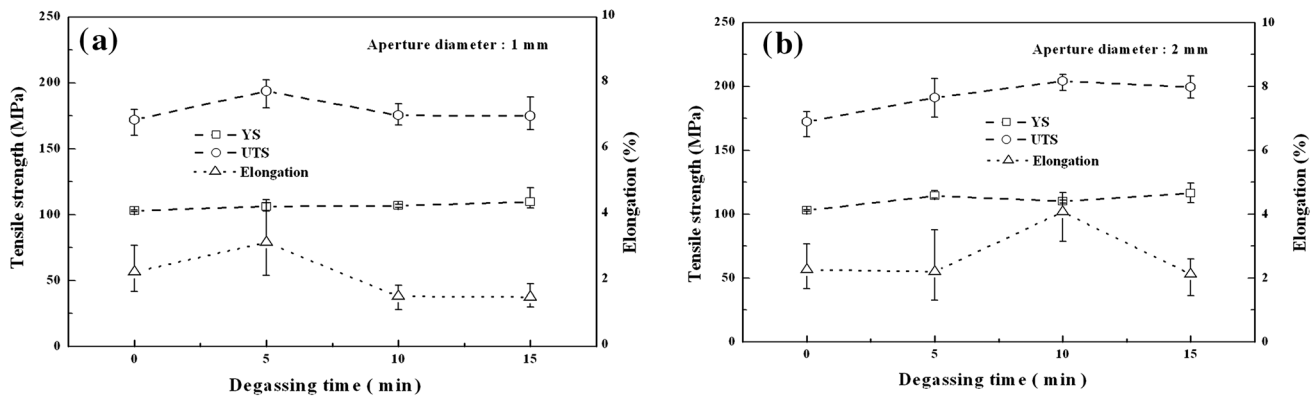 (a)
Aperture diameter : 1 mm
YS
UTS
Elongation
Tensile strength (MPa)
250
200
150
100
50
0
Elongation (%)
10
8
6
4
2
0
0 5 10 15
Degassing time ( min)
(b)
Aperture diameter : 2 mm
YS
UTS
Elongation
Tensile strength (MPa)
250
200
150
100
50
0
Elongation (%)
10
8
6
4
2
0
0 5 10 15
Degassing time ( min)